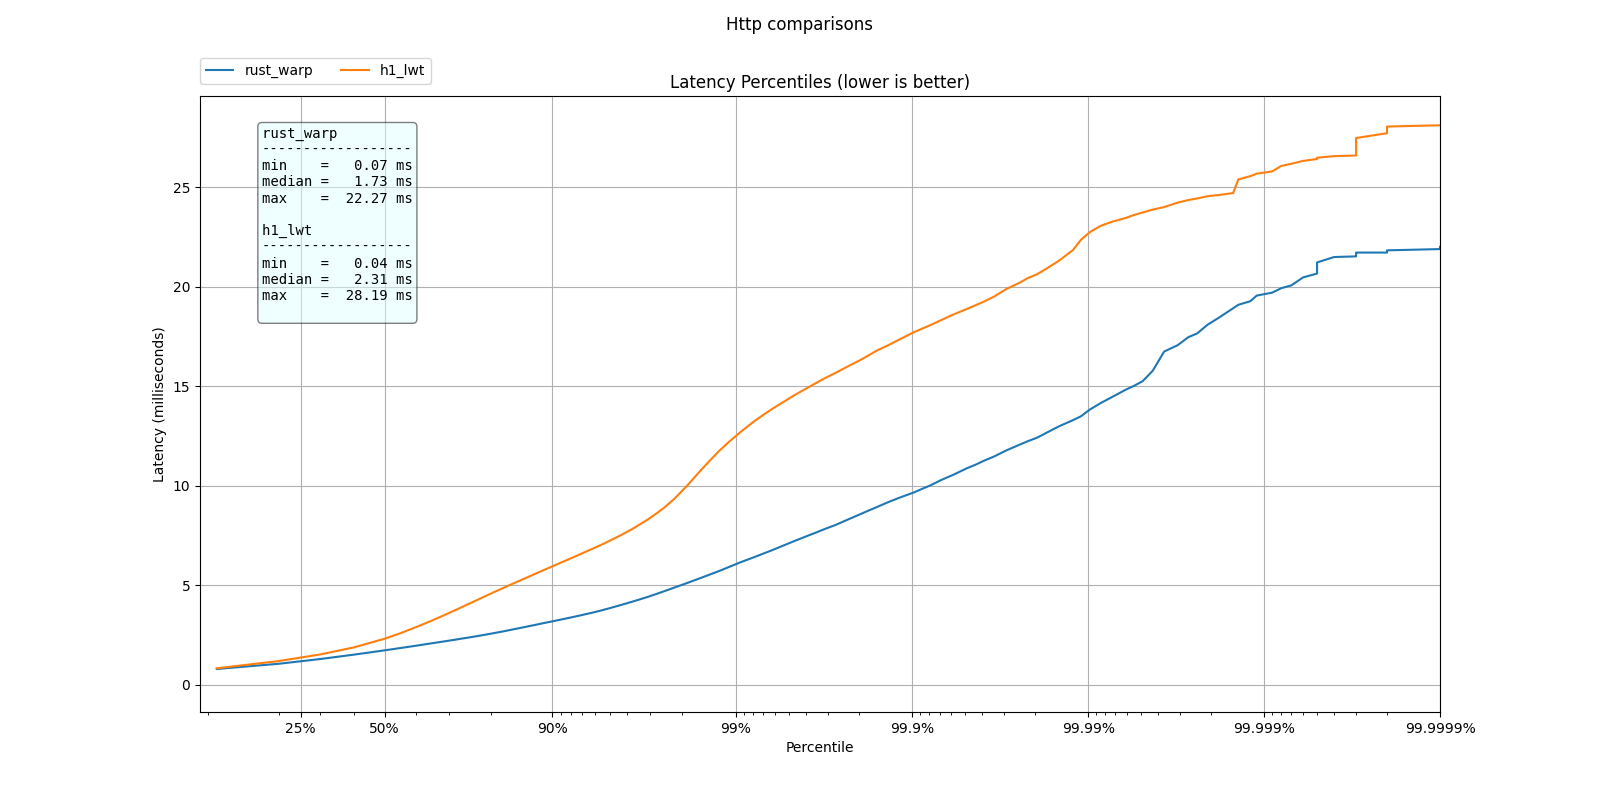 Http comparisons
rust_warp h1_lwt
Latency Percentiles (lower is better)
rust_warp
------------------
min    =   0.07 ms
median =   1.73 ms
max    =  22.27 ms
h1_lwt
------------------
min    =   0.04 ms
median =   2.31 ms
max    =  28.19 ms
Latency (milliseconds)
25
20
15
10
5
0
25% 50% 90% 99% 99.9% 99.99% 99.999% 99.9999%
Percentile